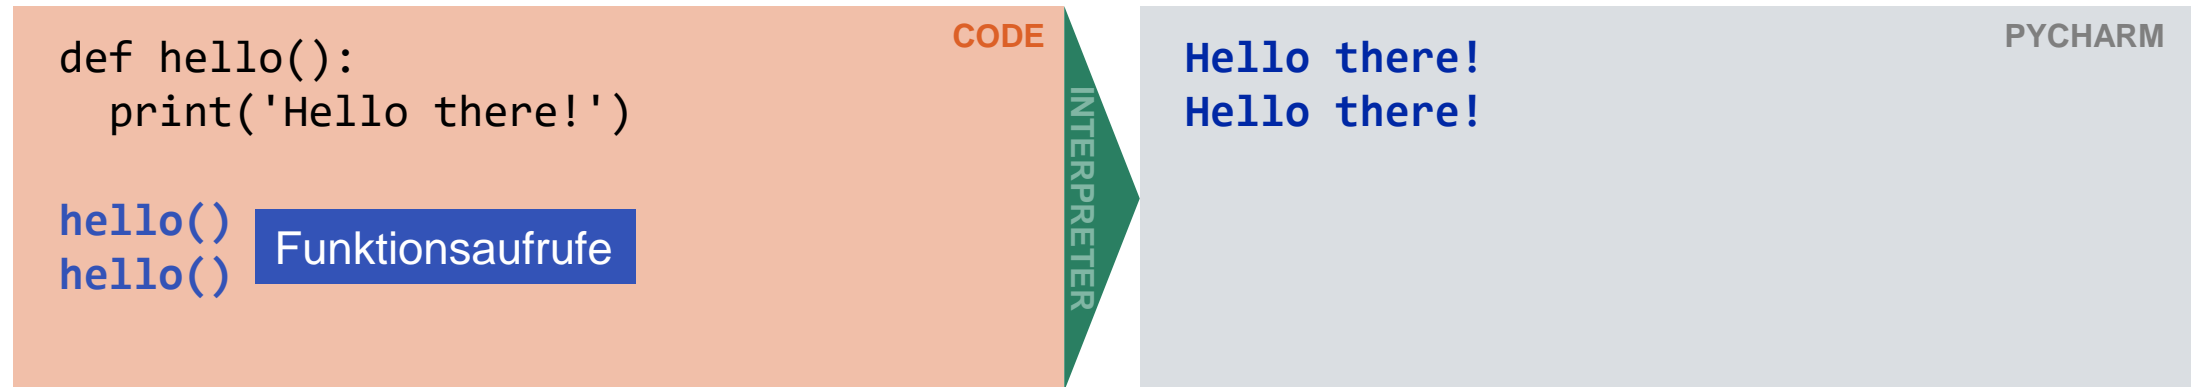 CODE
def hello():
  print('Hello there!')
hello()
hello()
Funktionsaufrufe
INTERPRETER
PYCHARM
Hello there!
Hello there!